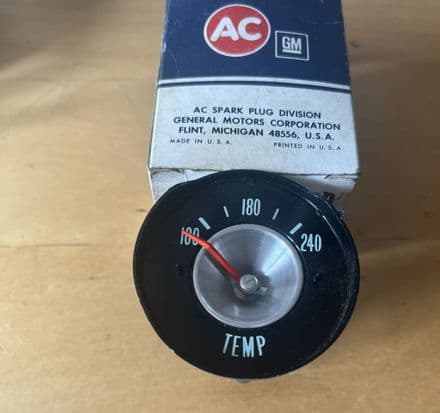 AC
GM
AC SPARK PLUG DIVISION
GENERAL MOTORS CORPORATION
FLINT, MICHIGAN 48556, U.S.A.
MADE IN U.S.A.
PRINTED IN U.S.A
100 180 240
TEMP